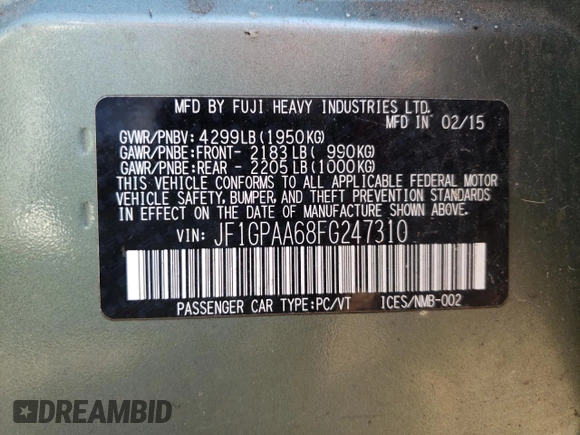 MFD BY FUJI HEAVY INDUSTRIES LTD.
MFD IN 02/15
GVWR/PNBV: 4299LB(1950KG)
GAWR/PNBE:FRONT- 2183LB( 990KG)
GAWR/PNBE:REAR - 2205LB(1000KG)
THIS VEHICLE CONFORMS TO ALL APPLICABLE FEDERAL MOTOR
VEHICLE SAFETY, BUMPER, AND THEFT PREVENTION STANDARDS
IN EFFECT ON THE DATE OF MANUFACTURE SHOWN ABOVE.
VIN: JF1GPAA68FG247310
PASSENGER CAR TYPE:PC/VT ICES/NMB-002
DREAMBID